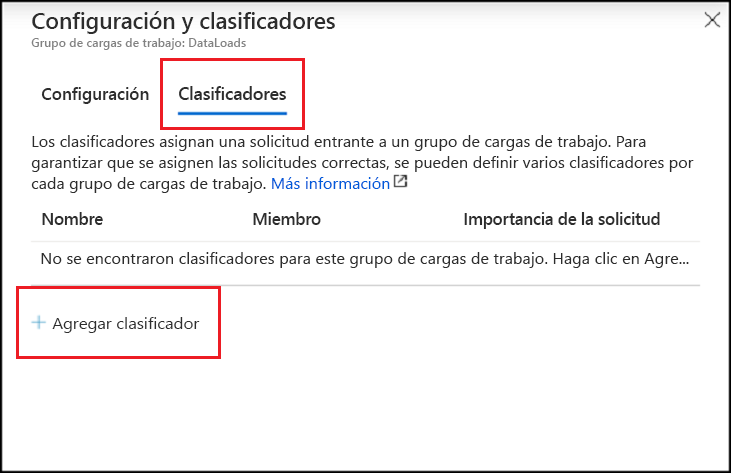 Configuración y clasificadores
Grupo de cargas de trabajo: DataLoads
Configuración Clasificadores
Los clasificadores asignan una solicitud entrante a un grupo de cargas de trabajo. Para
garantizar que se asignen las solicitudes correctas, se pueden definir varios clasificadores por
cada grupo de cargas de trabajo. Más información
Nombre Miembro Importancia de la solicitud
No se encontraron clasificadores para este grupo de cargas de trabajo. Haga clic en Agre...
+ Agregar clasificador